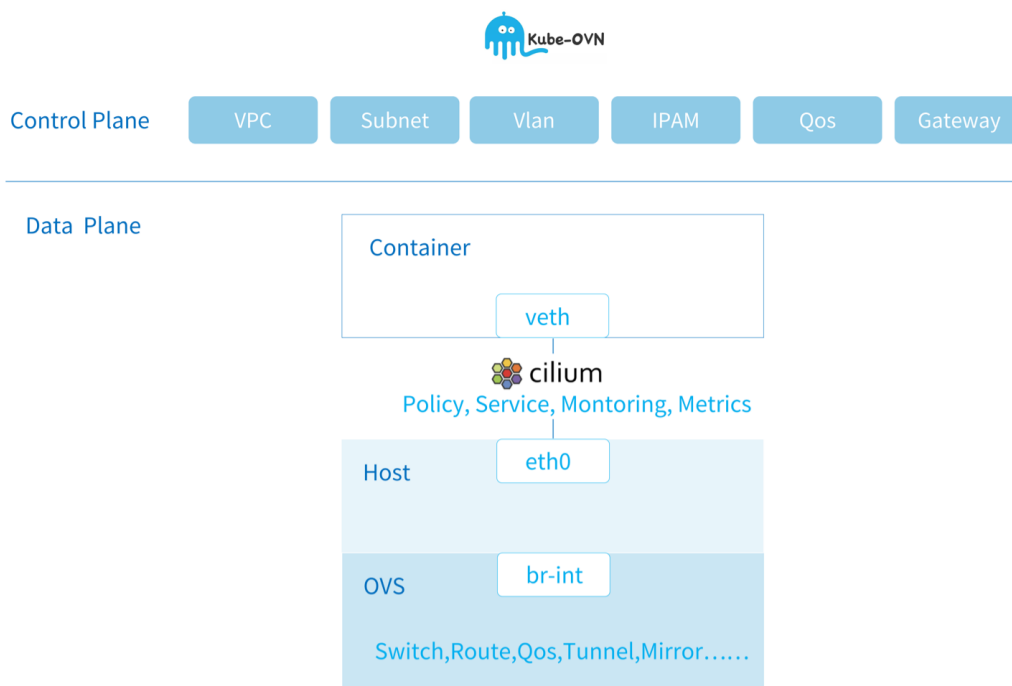 Kube-OVN
Control Plane VPC Subnet Vlan IPAM Qos Gateway
Data Plane
Container
veth
cilium
Policy, Service, Montoring, Metrics
eth0
Host
br-int
OVS
Switch,Route,Qos,Tunnel,Mirror……